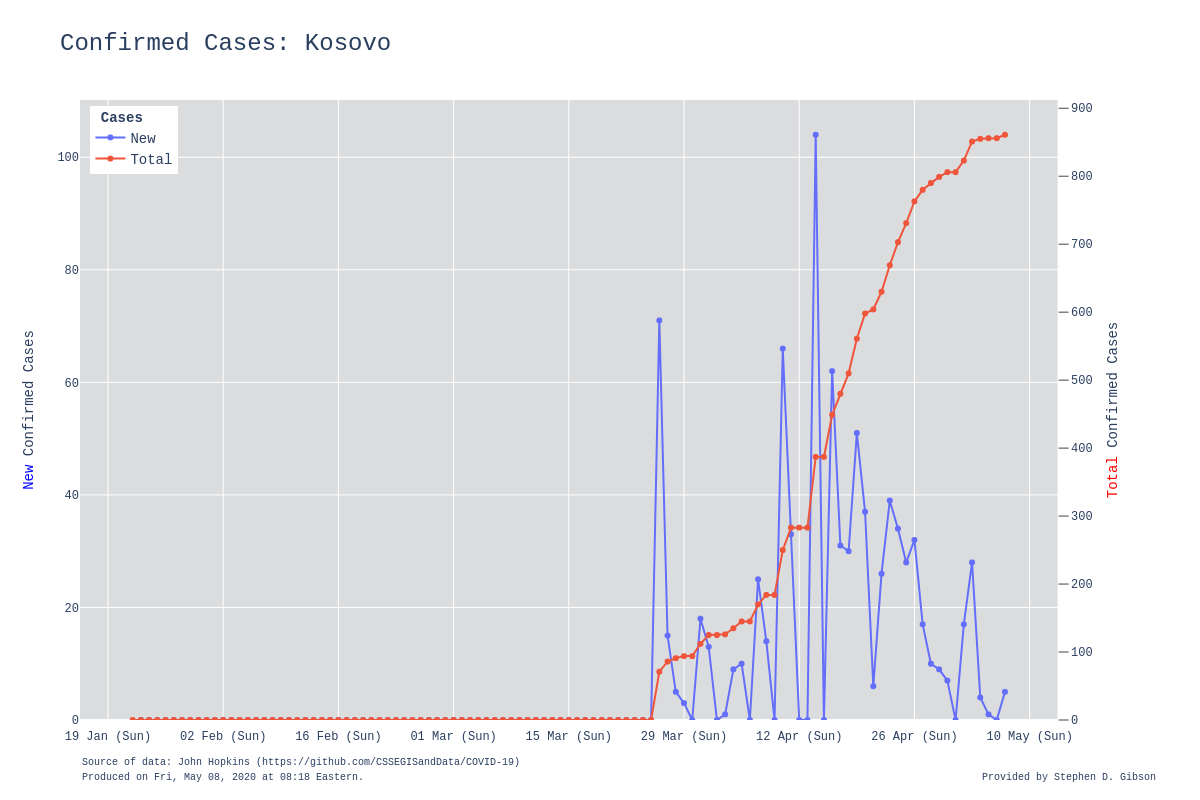 Confirmed Cases: Kosovo
Cases
New
Total
100
80
60
40
20
0
New Confirmed Cases
900
800
700
600
500
400
300
200
100
0
Total Confirmed Cases
19 Jan (Sun) 02 Feb (Sun) 16 Feb (Sun) 01 Mar (Sun) 15 Mar (Sun) 29 Mar (Sun) 12 Apr (Sun) 26 Apr (Sun) 10 May (Sun)
Source of data: John Hopkins (https://github.com/CSSEGISandData/COVID-19)
Produced on Fri, May 08, 2020 at 08:18 Eastern.
Provided by Stephen D. Gibson